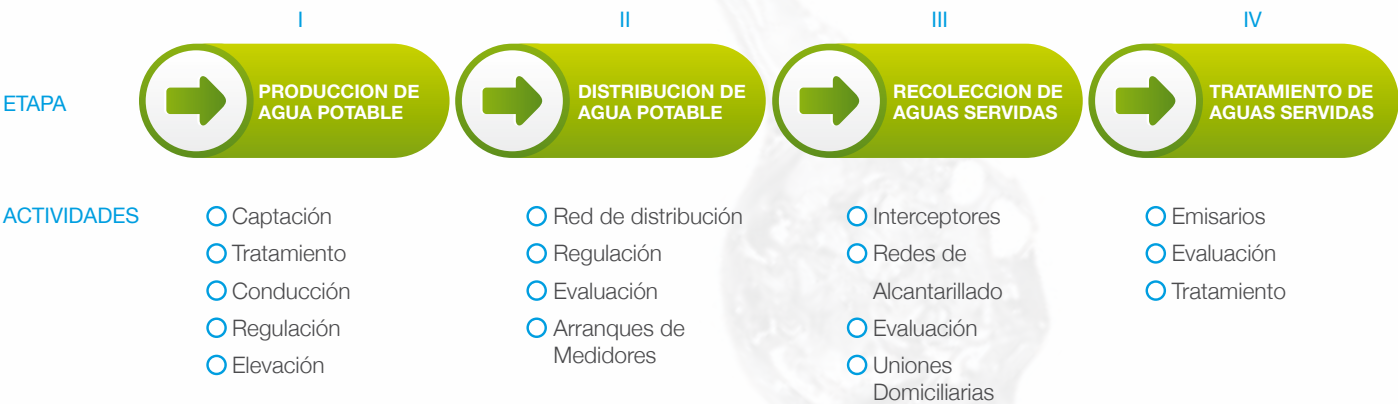 I
II
III
IV
ETAPA
PRODUCCION DE
AGUA POTABLE
DISTRIBUCION DE
AGUA POTABLE
RECOLECCION DE
AGUAS SERVIDAS
TRATAMIENTO DE
AGUAS SERVIDAS
ACTIVIDADES
Captación
Tratamiento
Conducción
Regulación
Elevación
Red de distribución
Regulación
Evaluación
Arranques de
Medidores
Interceptores
Redes de
Alcantarillado
Evaluación
Uniones
Domiciliarias
Emisarios
Evaluación
Tratamiento